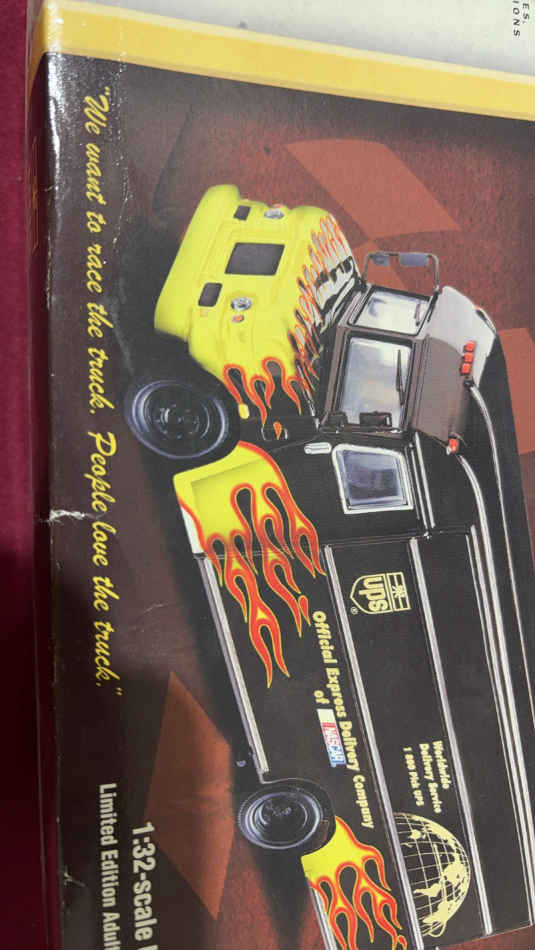 "We want to race the truck. People love the truck."
ups
®
Official Express Delivery Company
of NASCAR
Worldwide
Delivery Service
1 800 Pick UPS
1:32-scale
Limited Edition